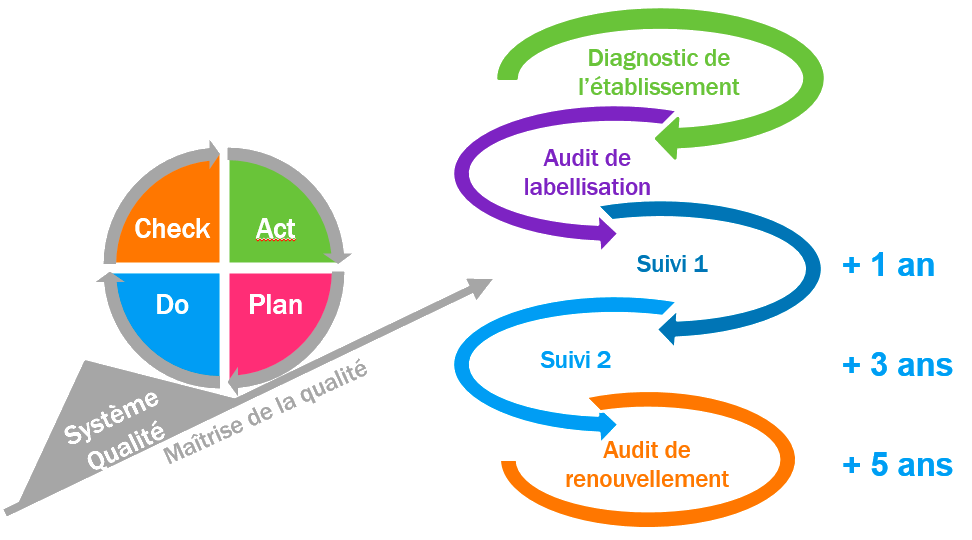 Check
Act
Do
Plan
Système
Qualité
Maîtrise de la qualité
Diagnostic de
l’établissement
Audit de
labellisation
Suivi 1
+ 1 an
Suivi 2
+ 3 ans
Audit de
renouvellement
+ 5 ans